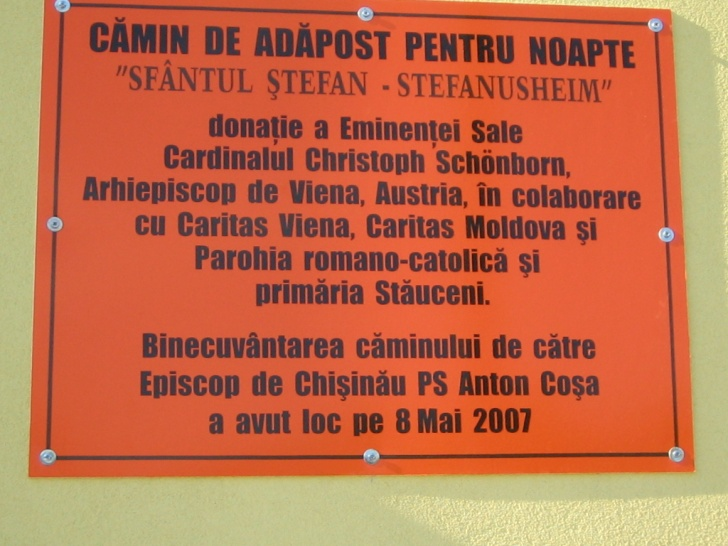 CĂMIN DE ADĂPOST PENTRU NOAPTE
"SFÂNTUL ŞTEFAN - STEFANUSHEIM"
donaţie a Eminenţei Sale
Cardinalul Christoph Schönborn,
Arhiepiscop de Viena, Austria, în colaborare
cu Caritas Viena, Caritas Moldova şi
Parohia romano-catolică şi
primăria Stăuceni.
Binecuvântarea căminului de către
Episcop de Chişinău PS Anton Coşa
a avut loc pe 8 Mai 2007